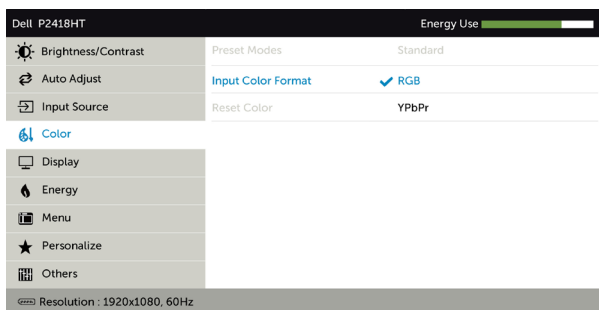 Dell P2418HT Energy Use
Brightness/Contrast Preset Modes Standard
Auto Adjust Input Color Format RGB
Input Source Reset Color YPbPr
Color
Display
Energy
Menu
Personalize
Others
Resolution : 1920x1080, 60Hz